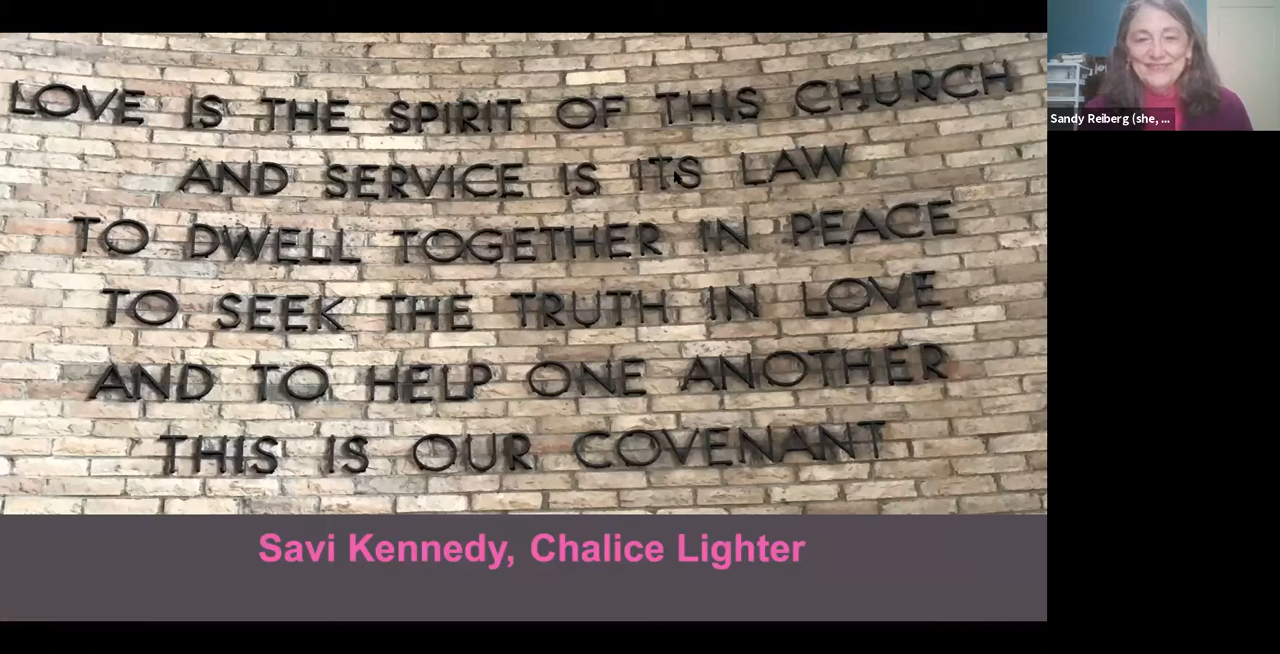 LOVE IS THE SPIRIT OF THIS CHURCH
AND SERVICE IS ITS LAW
TO DWELL TOGETHER IN PEACE
TO SEEK THE TRUTH IN LOVE
AND TO HELP ONE ANOTHER
THIS IS OUR COVENANT
Savi Kennedy, Chalice Lighter
Sandy Reiberg (she, ...